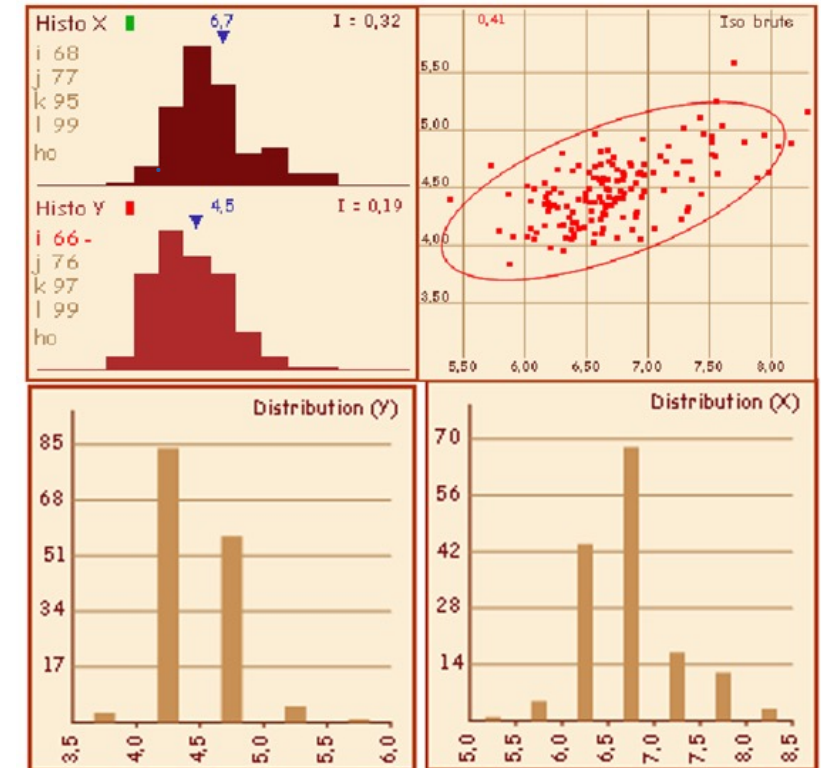 Histo X 6,7 I = 0,32
i 68
j 77
k 95
l 99
ho
Histo Y 4,5 I = 0,19
i 66 -
j 76
k 97
l 99
ho
0,41 Iso brute
5,50
5,00
4,50
4,00
3,50
5,50 6,00 6,50 7,00 7,50 8,00
Distribution (Y)
85
68
51
34
17
3,5 4,0 4,5 5,0 5,5 6,0
Distribution (X)
70
56
42
28
14
5,0 5,5 6,0 6,5 7,0 7,5 8,0 8,5